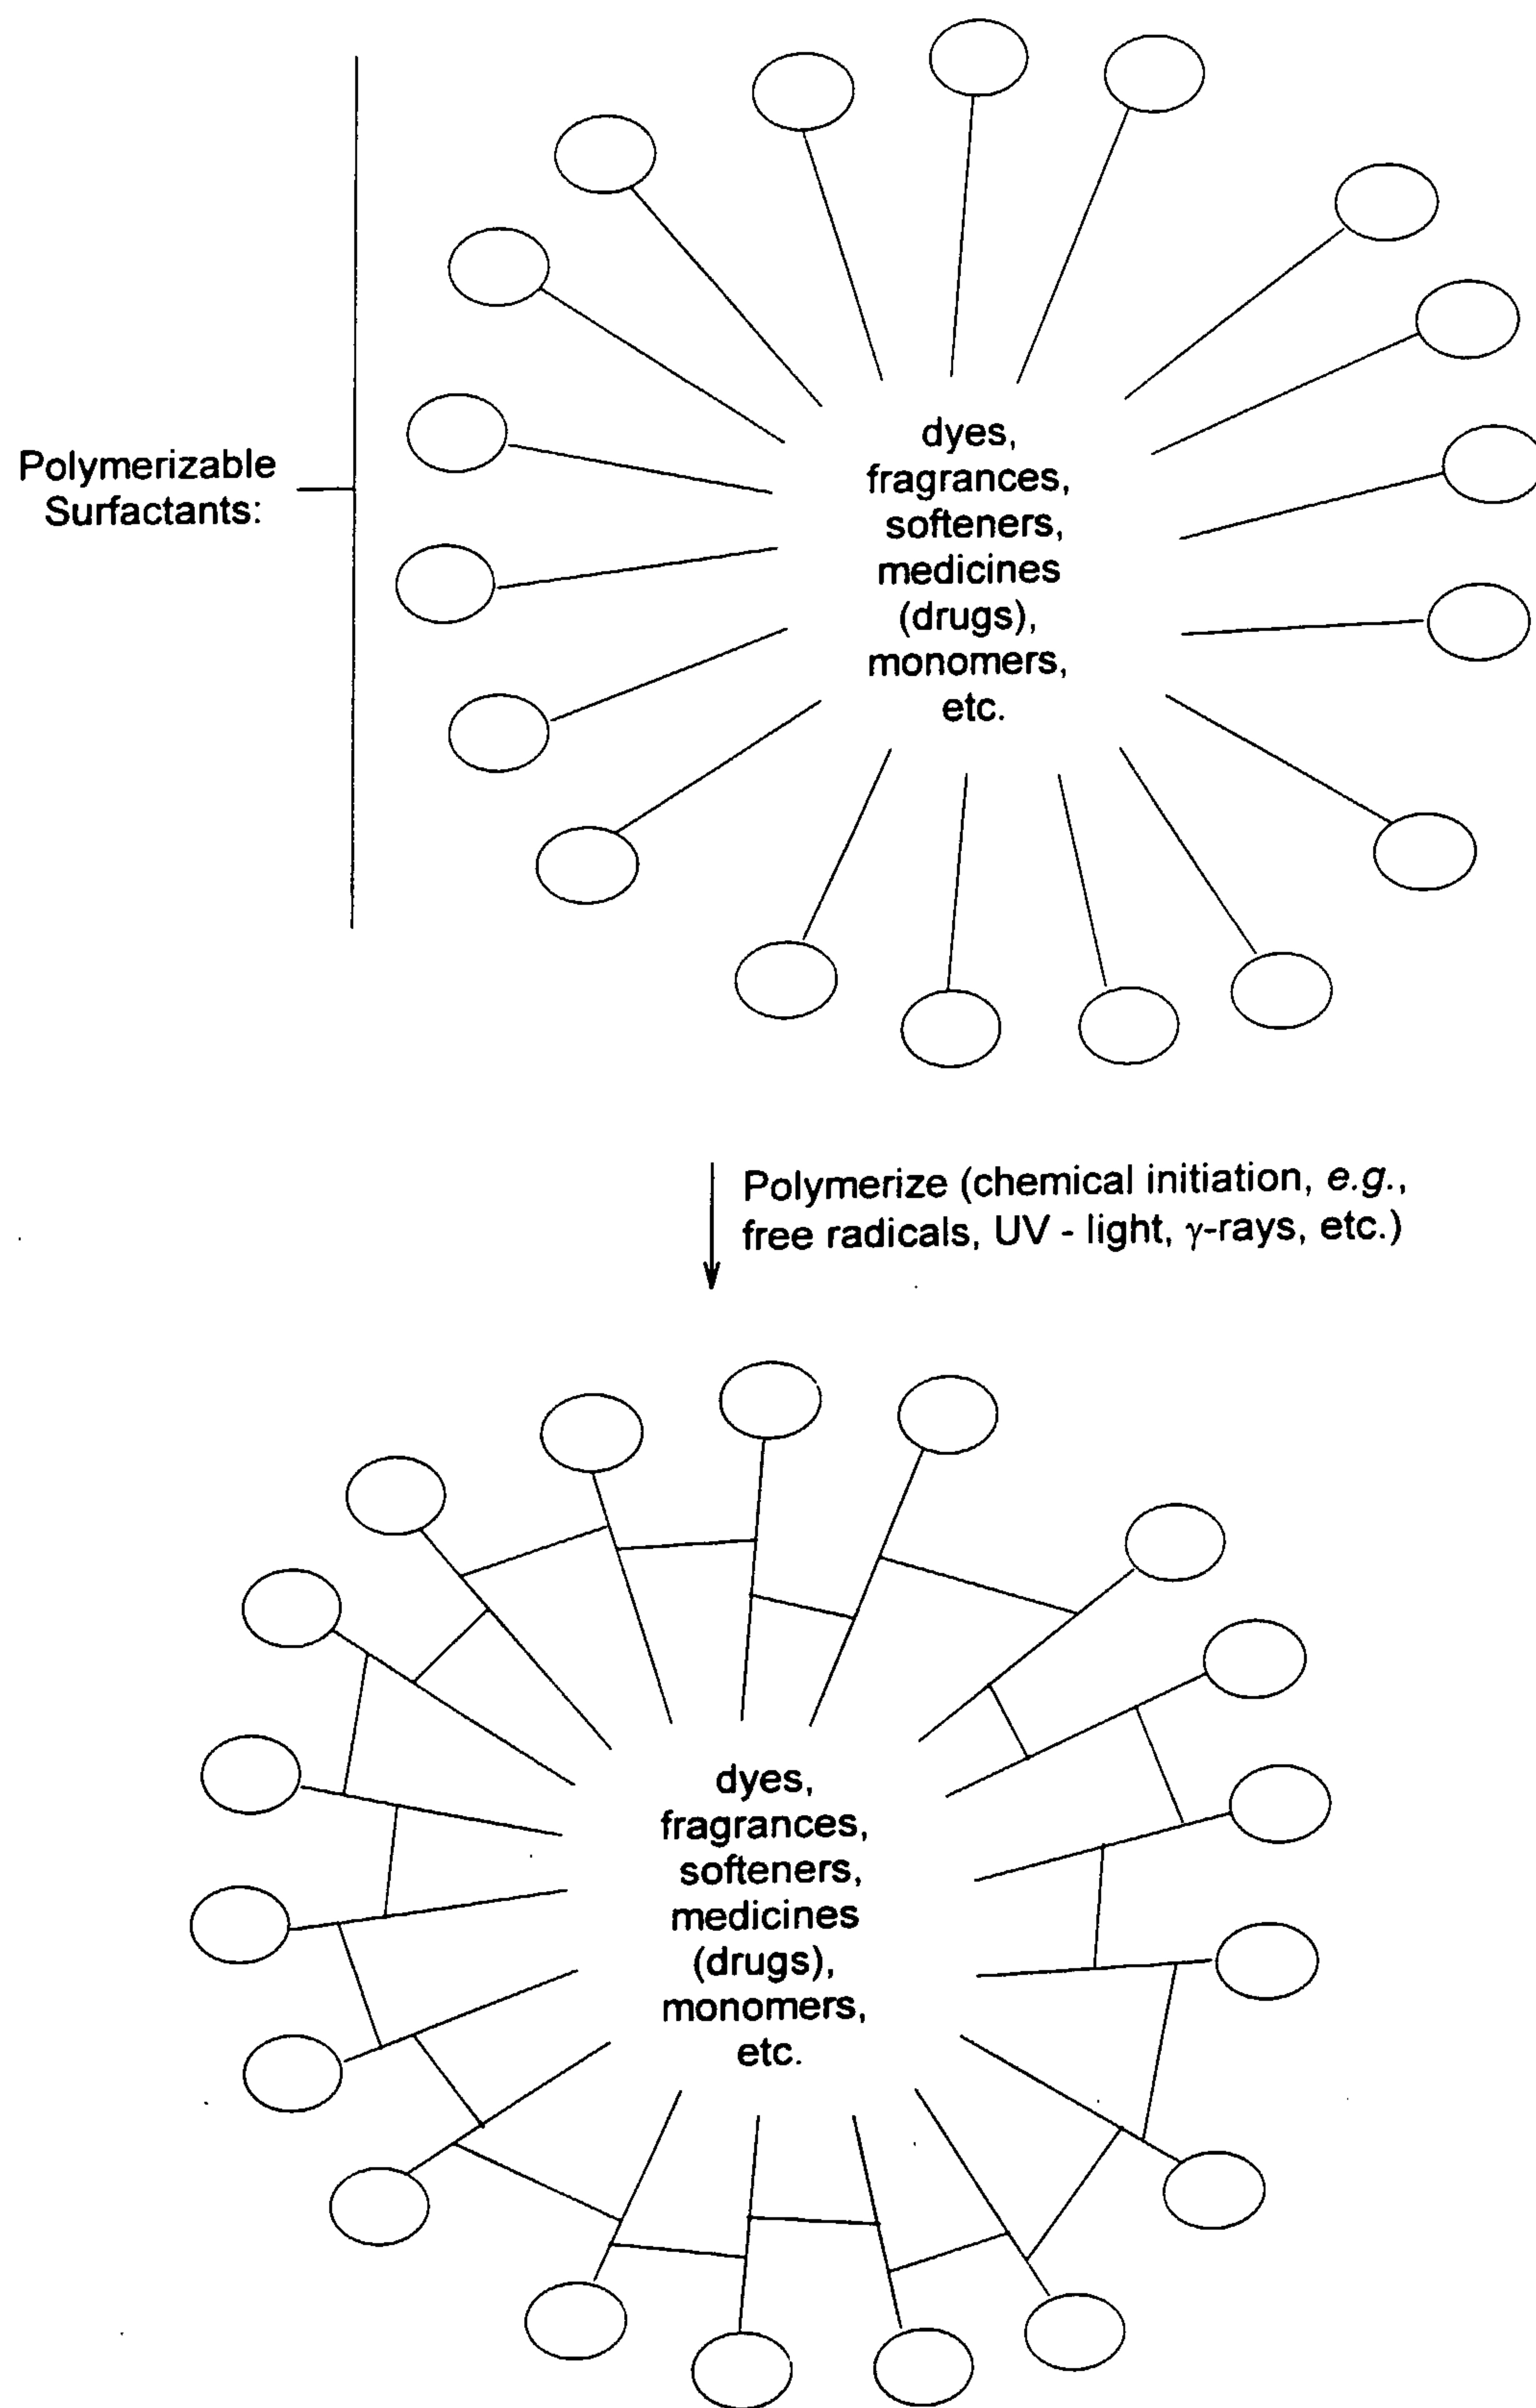 Polymerizable
Surfactants:
dyes,
fragrances,
softeners,
medicines
(drugs),
monomers,
etc.
Polymerize (chemical initiation, e.g.,
free radicals, UV - light, γ-rays, etc.)
dyes,
fragrances,
softeners,
medicines
(drugs),
monomers,
etc.